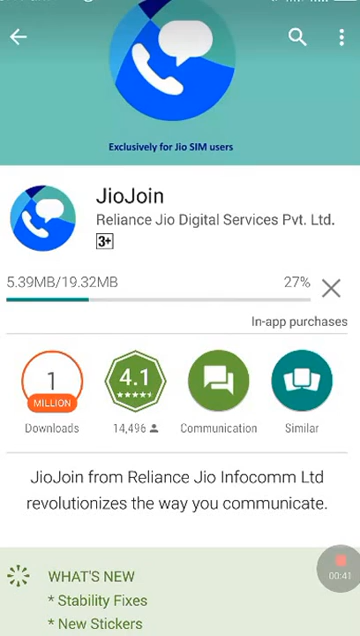 Exclusively for Jio SIM users
JioJoin
Reliance Jio Digital Services Pvt. Ltd.
3+
5.39MB/19.32MB 27%
In-app purchases
1 MILLION
Downloads
4.1
14,496
Communication
Similar
JioJoin from Reliance Jio Infocomm Ltd
revolutionizes the way you communicate.
00:41
WHAT'S NEW
* Stability Fixes
* New Stickers